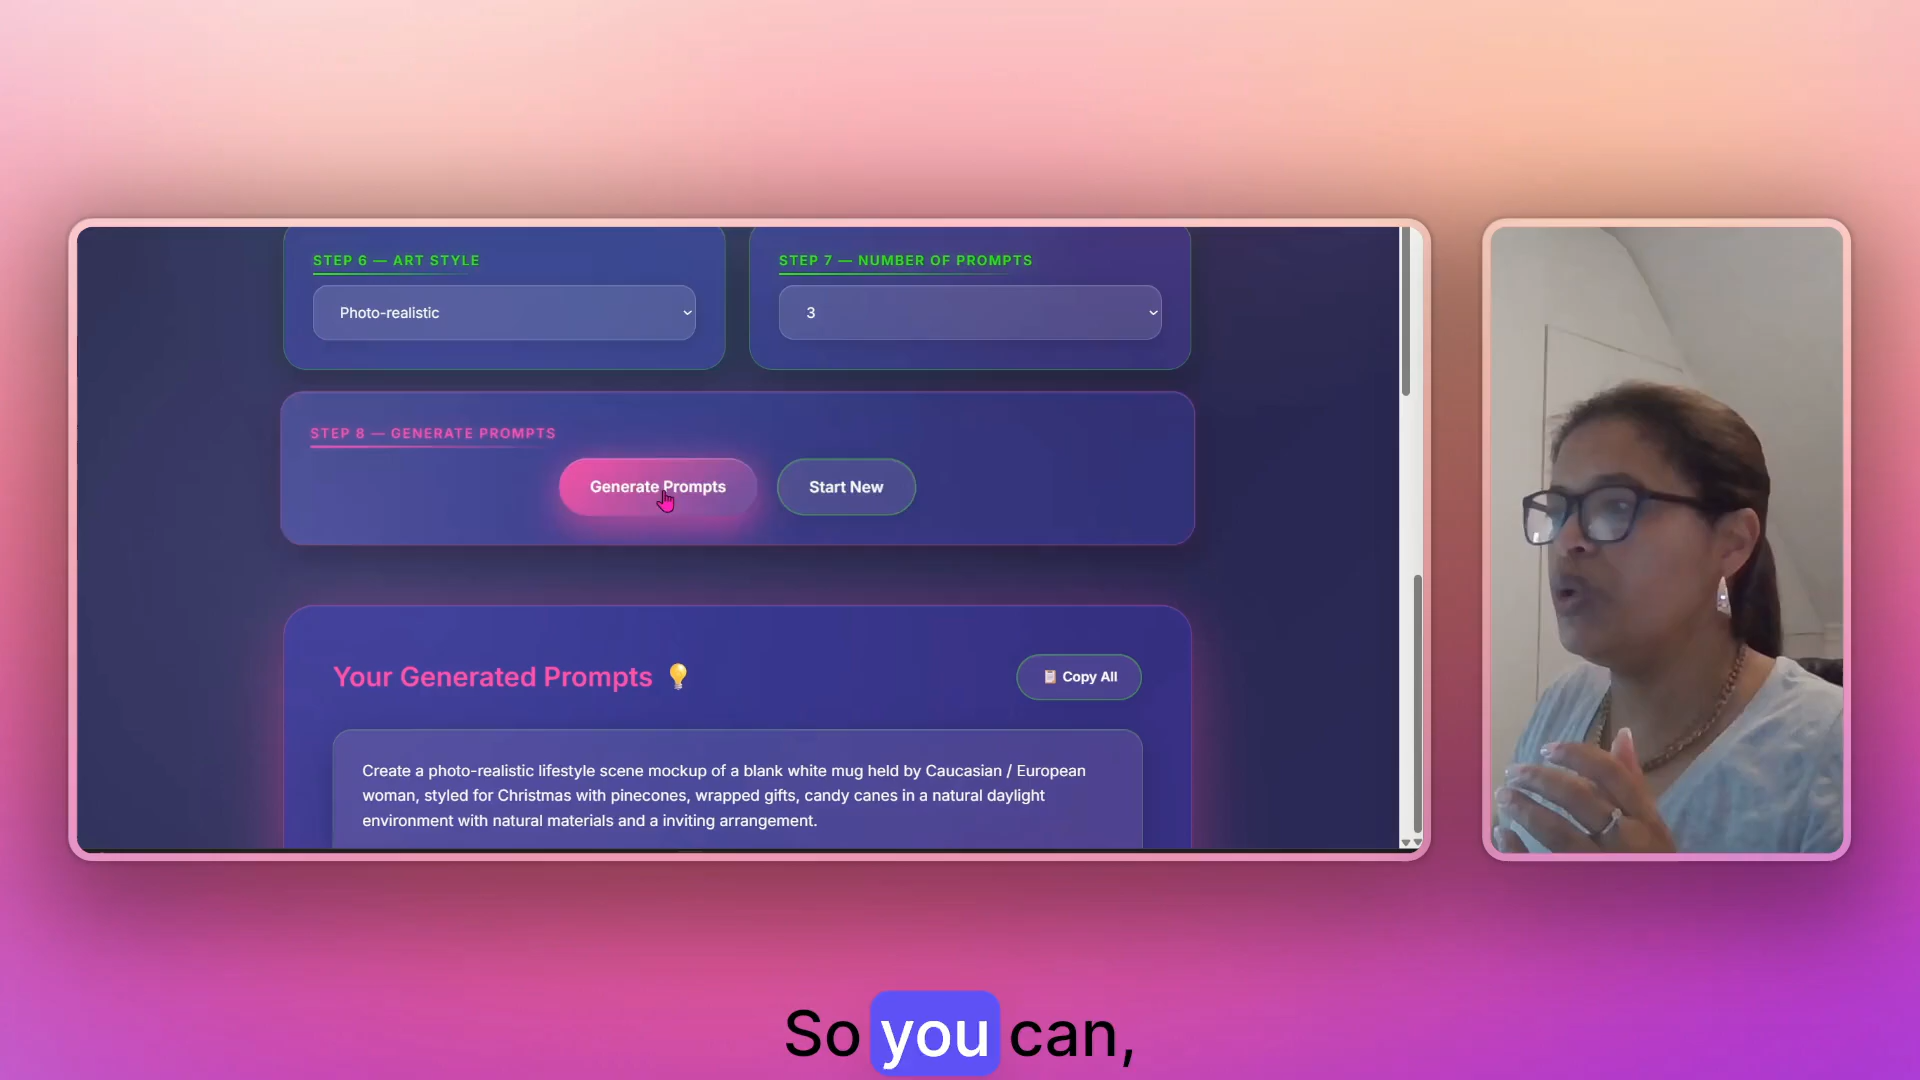 STEP 6 — ART STYLE
Photo-realistic
STEP 7 — NUMBER OF PROMPTS
3
STEP 8 — GENERATE PROMPTS
Generate Prompts
Start New
Your Generated Prompts 💡
📋 Copy All
Create a photo-realistic lifestyle scene mockup of a blank white mug held by Caucasian / European
woman, styled for Christmas with pinecones, wrapped gifts, candy canes in a natural daylight
environment with natural materials and a inviting arrangement.
So you can,